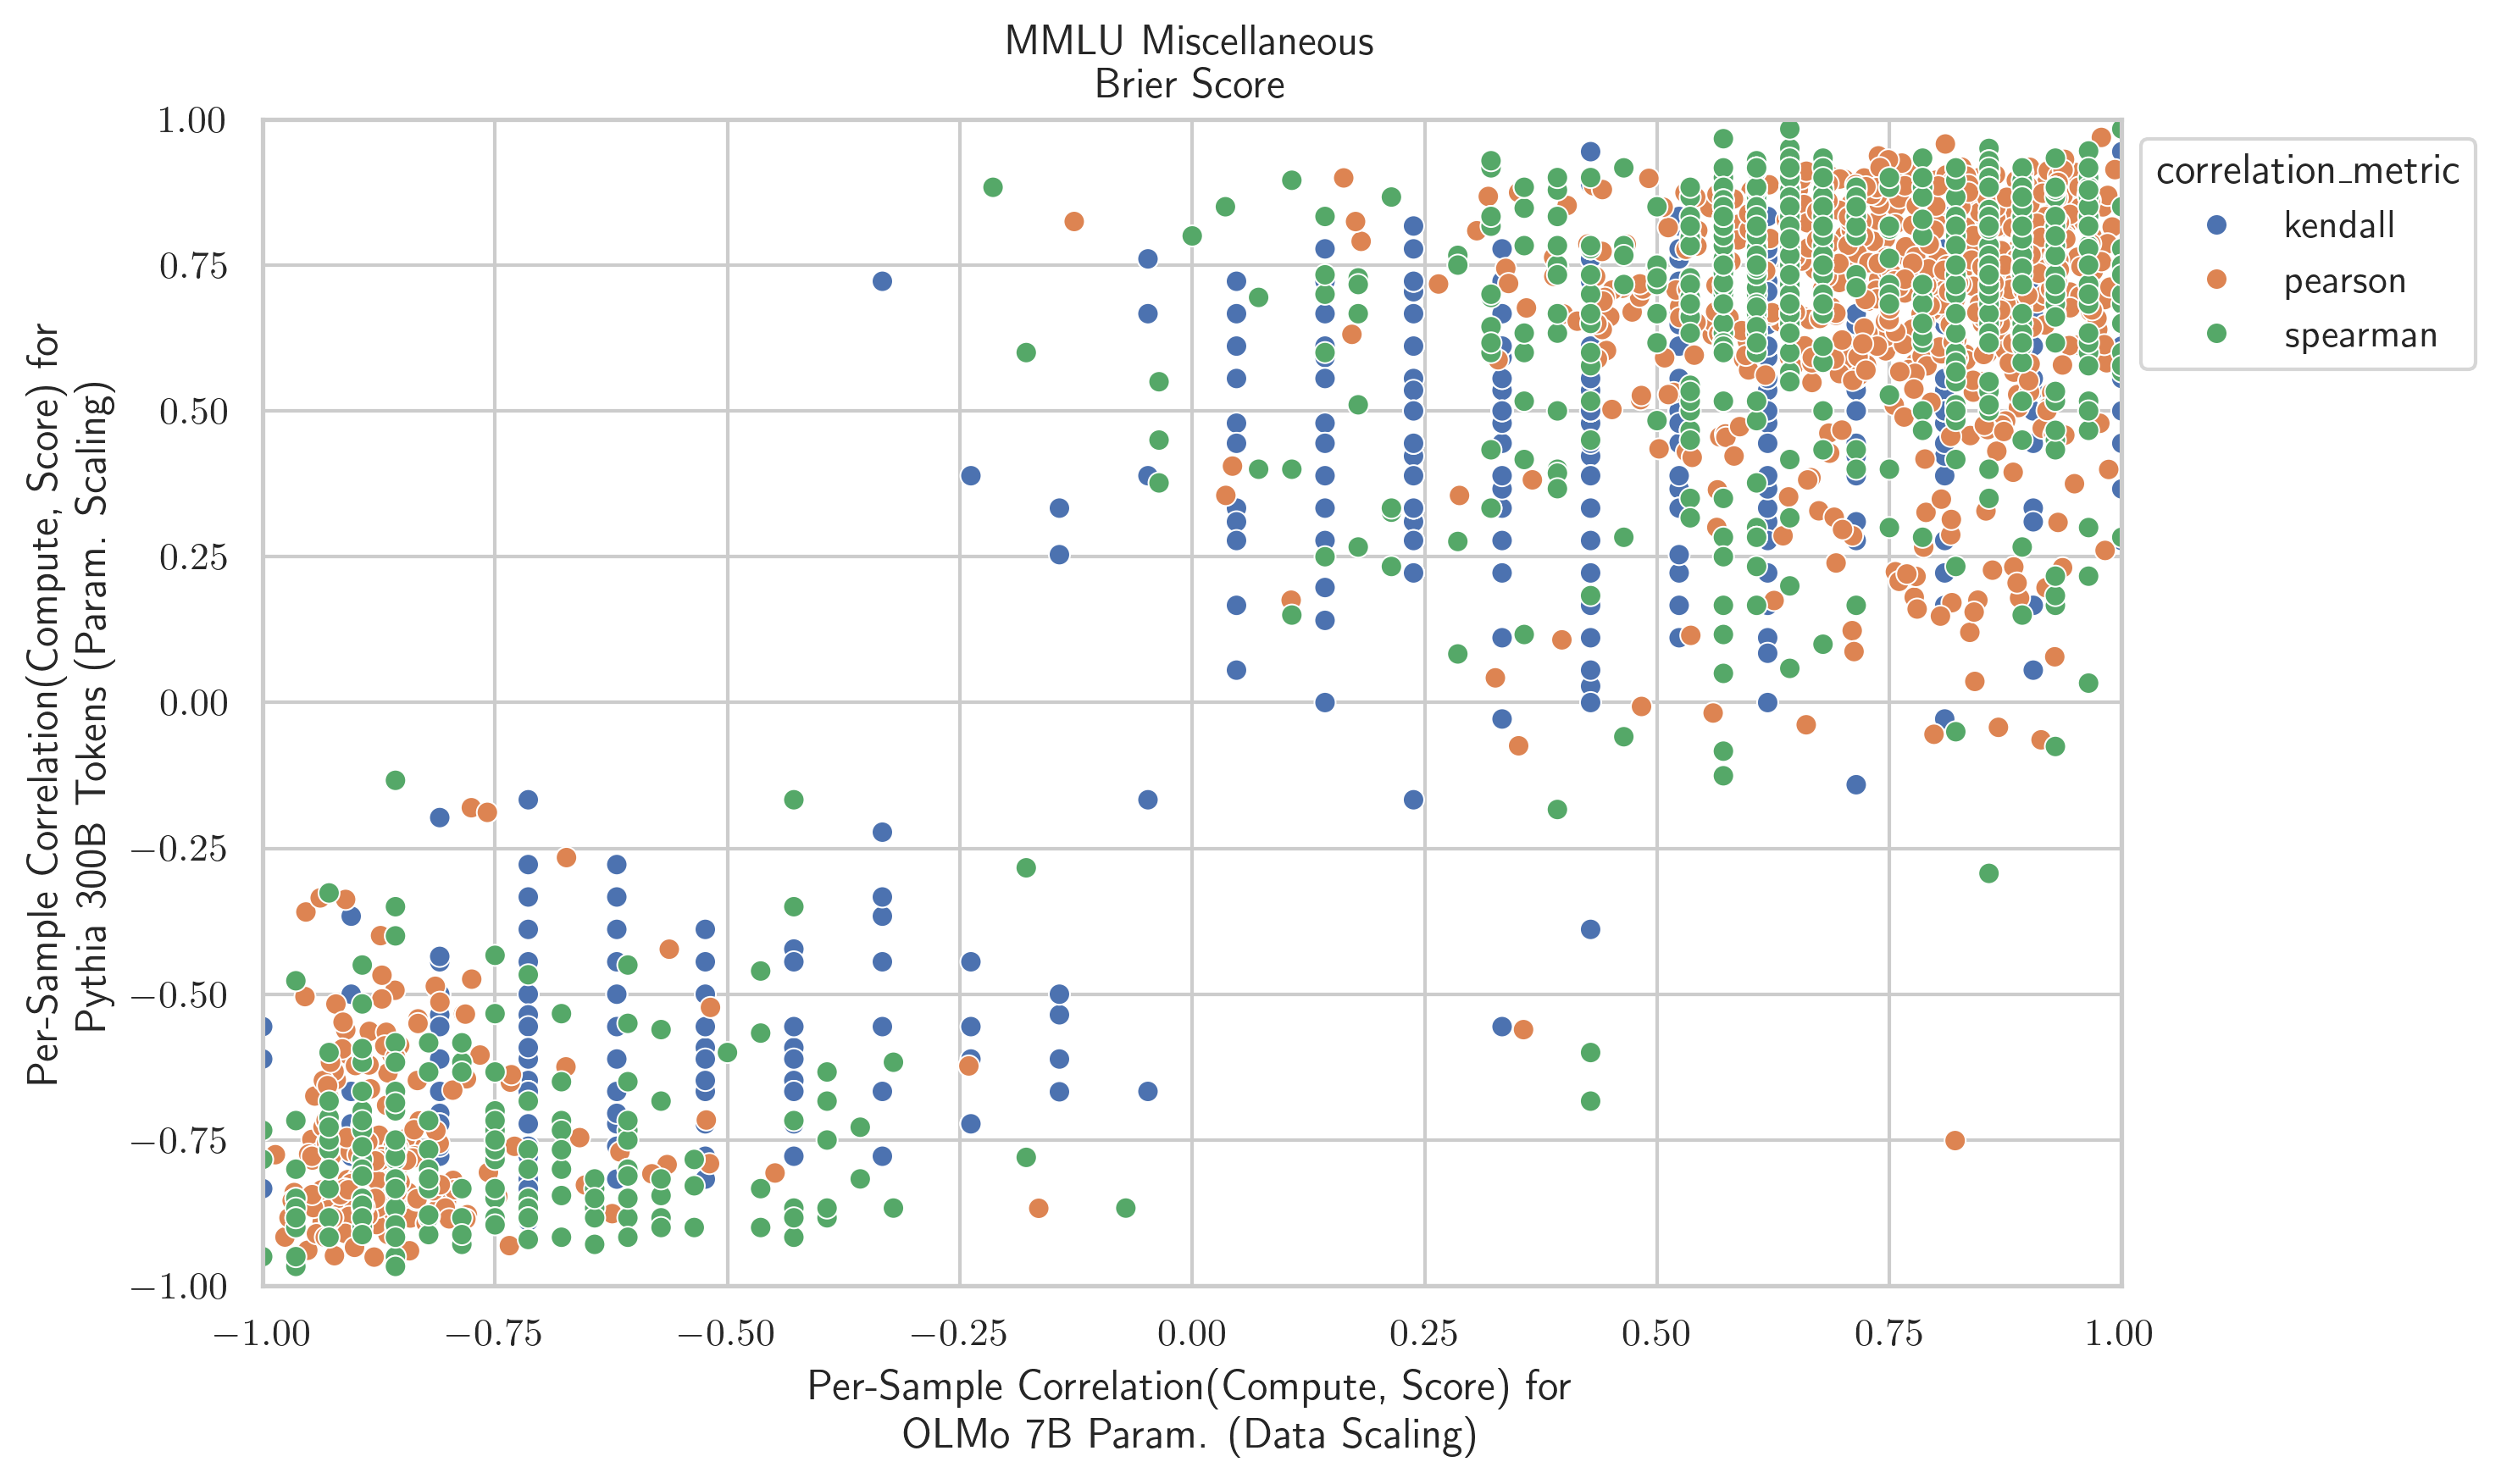 MMLU Miscellaneous
Brier Score
Per-Sample Correlation(Compute, Score) for
Pythia 300B Tokens (Param. Scaling)
1.00
0.75
0.50
0.25
0.00
−0.25
−0.50
−0.75
−1.00
−1.00 −0.75 −0.50 −0.25 0.00 0.25 0.50 0.75 1.00
Per-Sample Correlation(Compute, Score) for
OLMo 7B Param. (Data Scaling)
correlation_metric
kendall
pearson
spearman